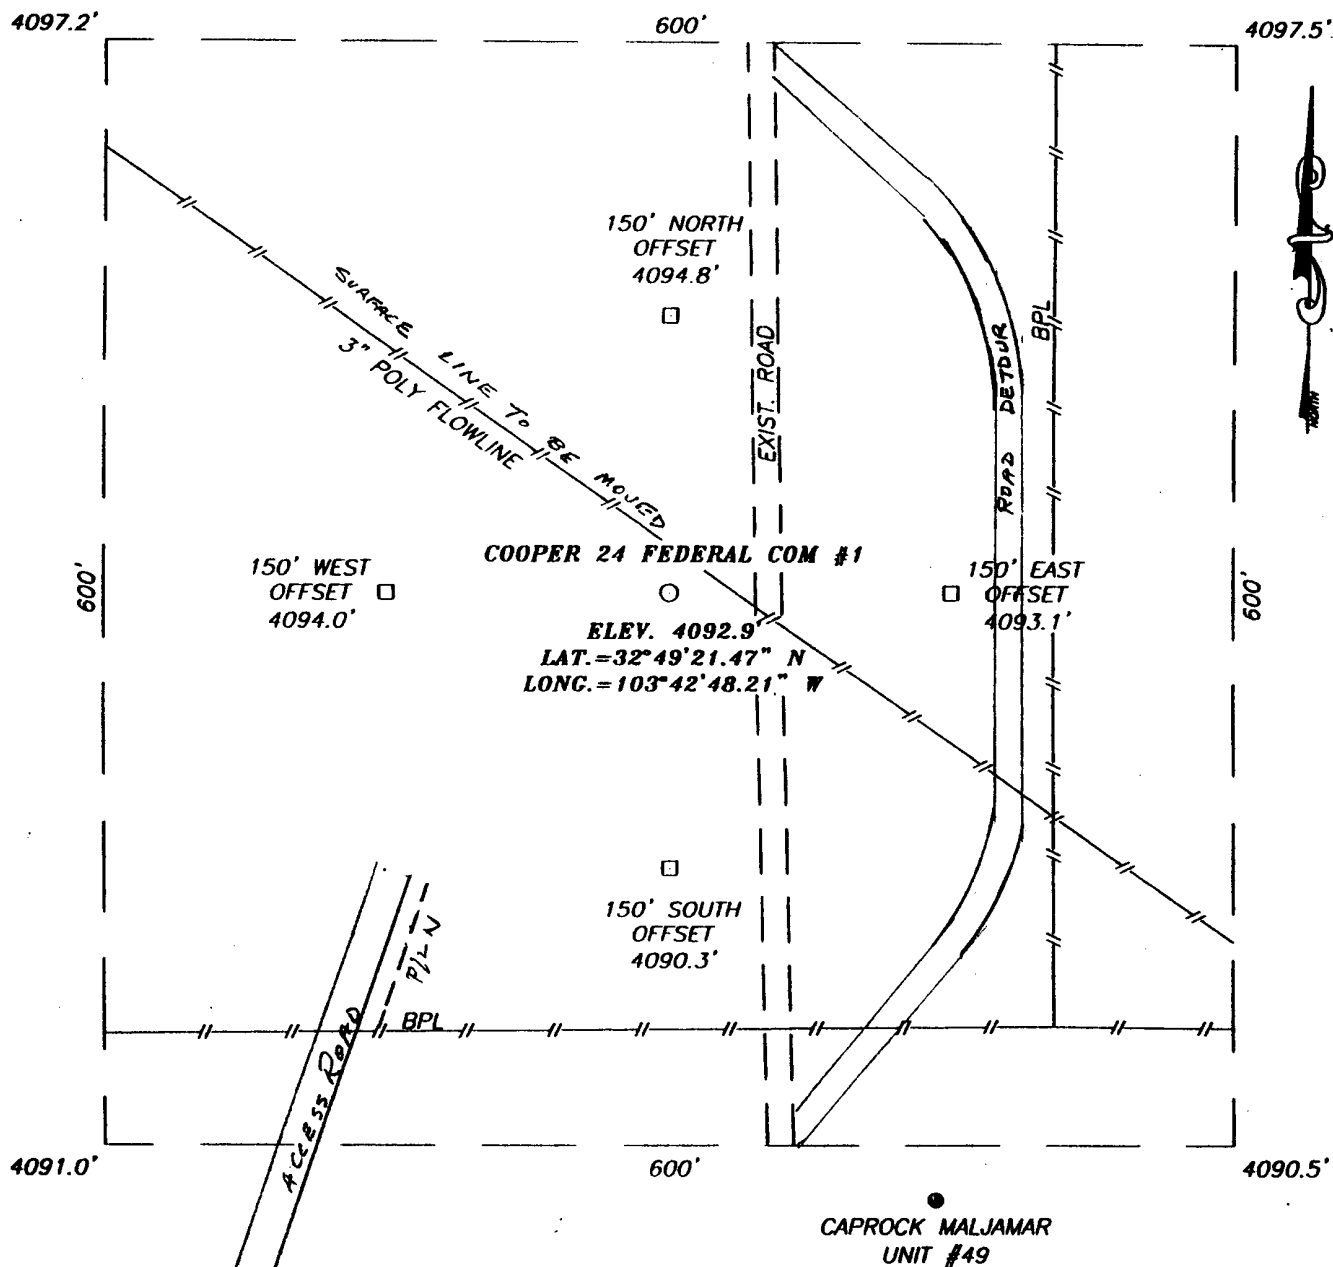 4097.2'
600'
4097.5'
NORTH
150' NORTH
OFFSET
4094.8'
SURFACE LINE TO BE MOVED
3" POLY FLOWLINE
EXIST. ROAD
ROAD DETOUR
BPL
COOPER 24 FEDERAL COM #1
150' WEST
OFFSET
4094.0'
150' EAST
OFFSET
4093.1'
600'
600'
ELEV. 4092.9'
LAT.=32°49'21.47" N
LONG.=103°42'48.21" W
150' SOUTH
OFFSET
4090.3'
P/L-N
BPL
ACCESS ROAD
4091.0'
600'
4090.5'
CAPROCK MALJAMAR
UNIT #49